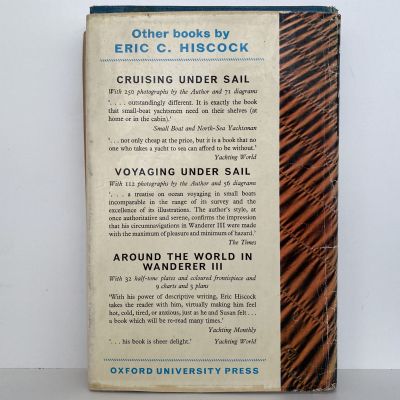 Other books by
ERIC C. HISCOCK
CRUISING UNDER SAIL
With 250 photographs by the Author and 71 diagrams
'. . . . outstandingly different. It is exactly the book
that small-boat yachtsmen need on their shelves (at
home or in the cabin).'
Small Boat and North-Sea Yachtsman
'. . . not only cheap at the price, but it is a book that no
one who takes a yacht to sea can afford to be without.'
Yachting World
VOYAGING UNDER SAIL
With 112 photographs by the Author and 56 diagrams
'. . . a treatise on ocean voyaging in small boats
incomparable in the range of its survey and the
excellence of its illustrations. The author's style, at
once authoritative and serene, confirms the impression
that his circumnavigations in Wanderer III were made
with the maximum of pleasure and minimum of hazard.'
The Times
AROUND THE WORLD IN
WANDERER III
With 32 half-tone plates and coloured frontispiece and
9 charts and 3 plans
'With his power of descriptive writing, Eric Hiscock
takes the reader with him, virtually making him feel
hot, cold, tired, or anxious, just as he and Susan felt . . .
a book which will be re-read many times.'
Yachting Monthly
'. . . his book is sheer delight.' Yachting World
OXFORD UNIVERSITY PRESS